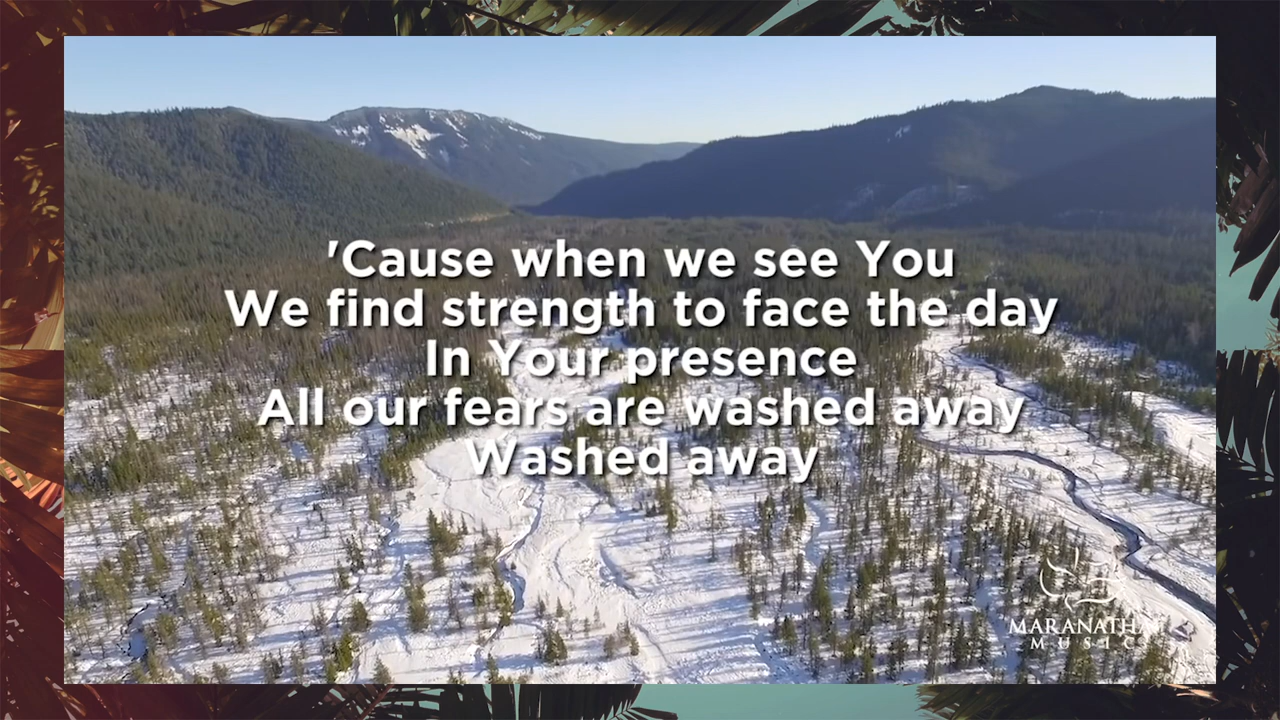 'Cause when we see You
We find strength to face the day
In Your presence
All our fears are washed away
Washed away
MARANATHA!
MUSIC